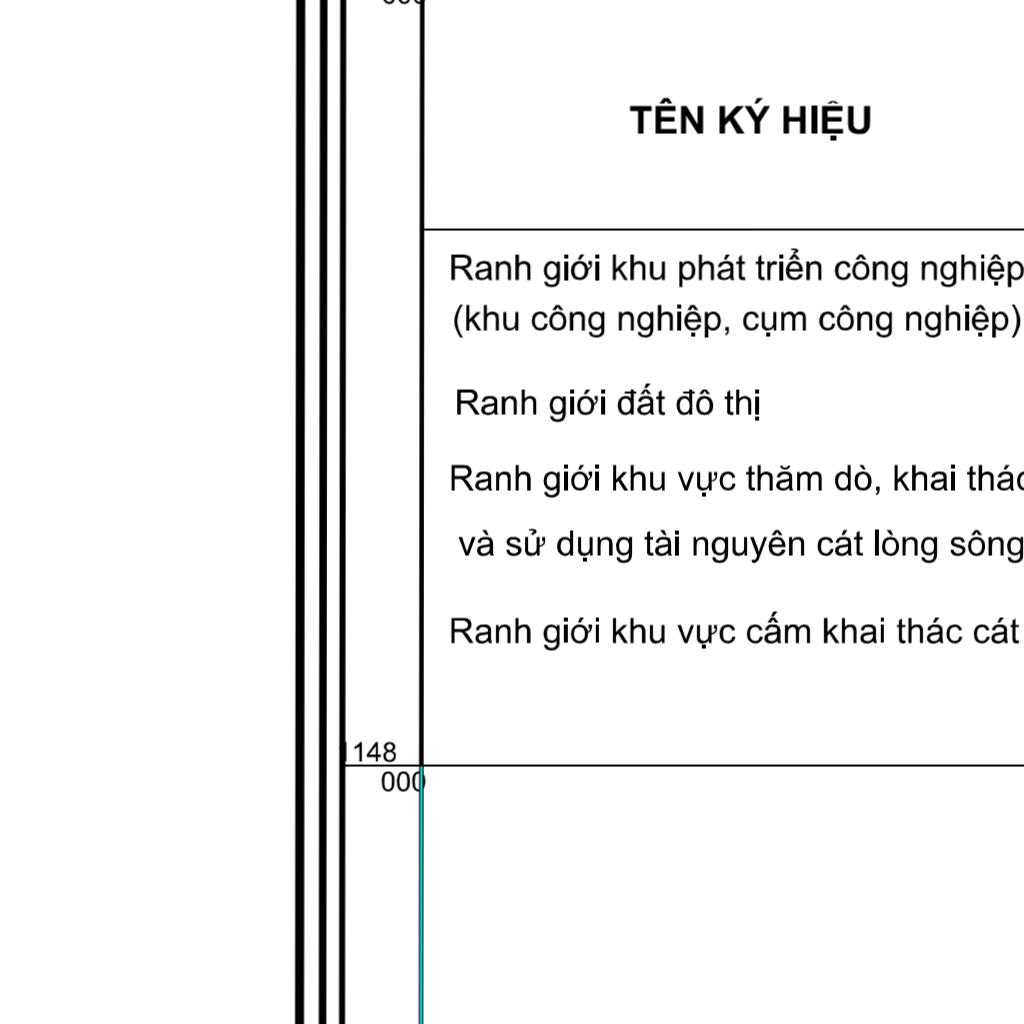 TÊN KÝ HIỆU
Ranh giới khu phát triển công nghiệp
(khu công nghiệp, cụm công nghiệp)
Ranh giới đất đô thị
Ranh giới khu vực thăm dò, khai thác
và sử dụng tài nguyên cát lòng sông
Ranh giới khu vực cấm khai thác cát
1148
000